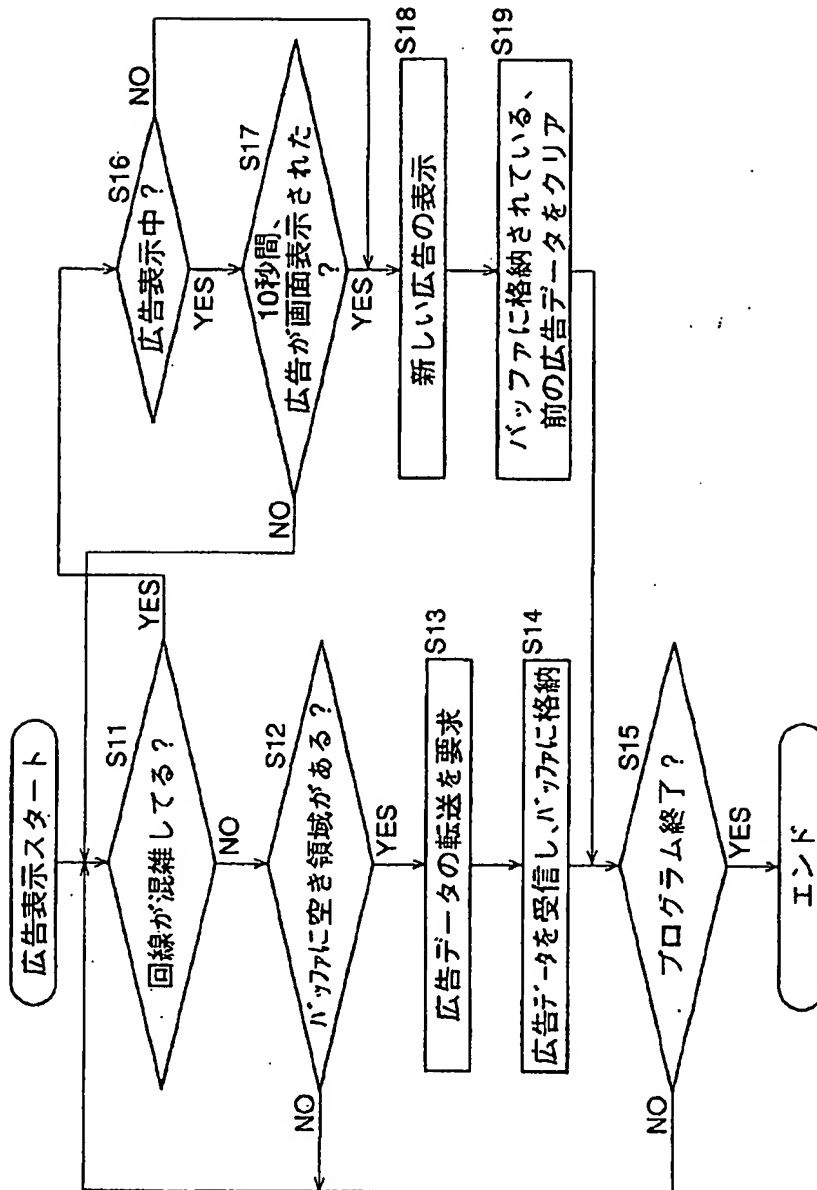 広告表示スタート
S11
回線が混雑してる?
YES
NO
S12
バッファに空き領域がある?
NO
YES
S13
広告データの転送を要求
S14
広告データを受信し、バッファに格納
S15
プログラム終了?
NO
YES
エンド
S16
広告表示中?
NO
YES
S17
10秒間、
広告が画面表示された
?
NO
YES
S18
新しい広告の表示
S19
バッファに格納されている、
前の広告データをクリア